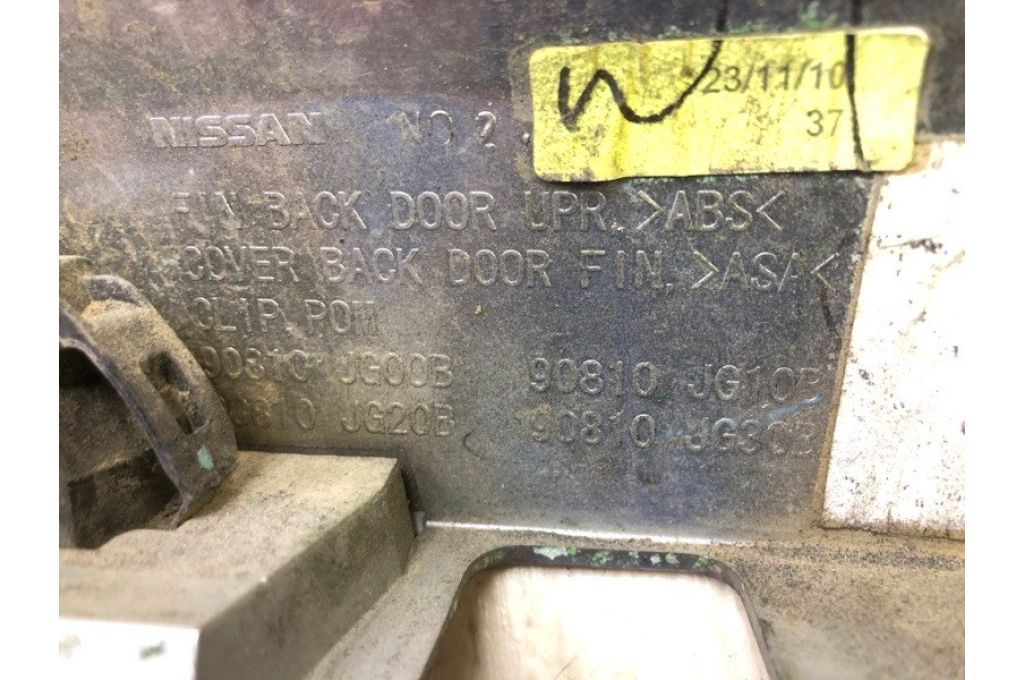 NISSAN NO 2
W
23/11/10
37
FIN. BACK DOOR UPR. >ABS<
COVER BACK DOOR FIN. >ASA<
CLIP. POM
90810 JG00B 90810 JG10B
90810 JG20B 90810 JG30B